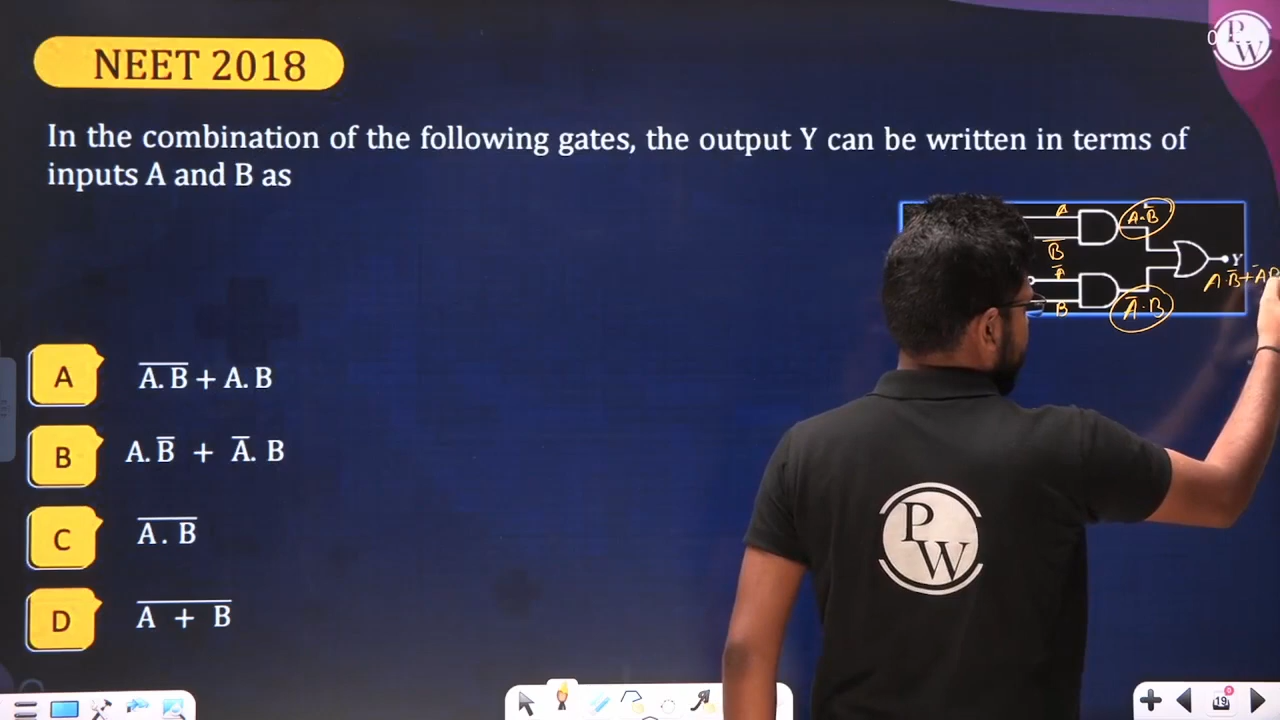 NEET 2018
In the combination of the following gates, the output Y can be written in terms of
inputs A and B as
A
B̅
A·B̅
A̅
B
A̅·B
Y
A·B̅+A̅B
A A̅.̅B̅ + A.B
B A.B̅ + A̅.B
C A̅.̅B̅
D A̅ ̅+̅ ̅B̅
PW
PW
19